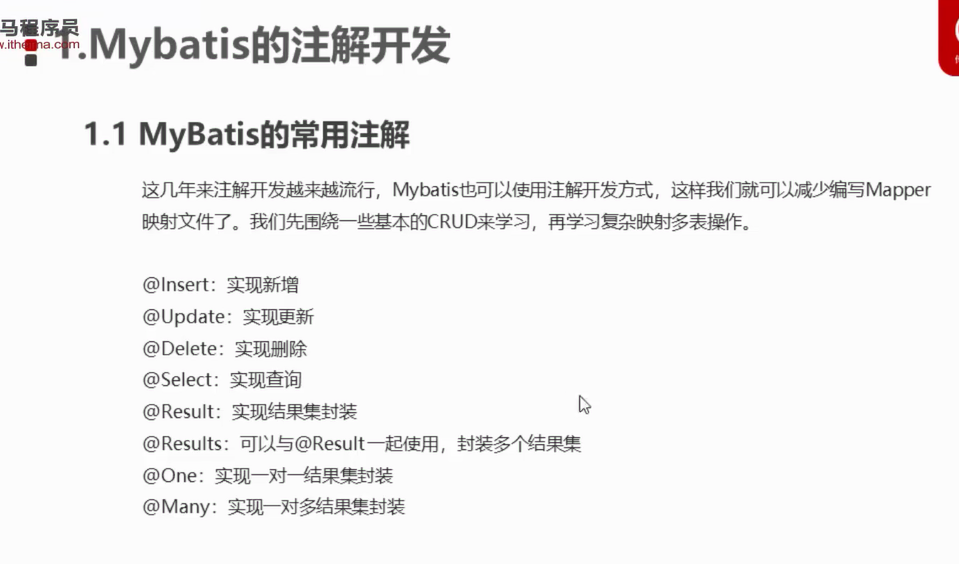 马程序员
w.itheima.com
1.Mybatis的注解开发
1.1 MyBatis的常用注解
这几年来注解开发越来越流行，Mybatis也可以使用注解开发方式，这样我们就可以减少编写Mapper
映射文件了。我们先围绕一些基本的CRUD来学习，再学习复杂映射多表操作。
@Insert：实现新增
@Update：实现更新
@Delete：实现删除
@Select：实现查询
@Result：实现结果集封装
@Results：可以与@Result一起使用，封装多个结果集
@One：实现一对一结果集封装
@Many：实现一对多结果集封装